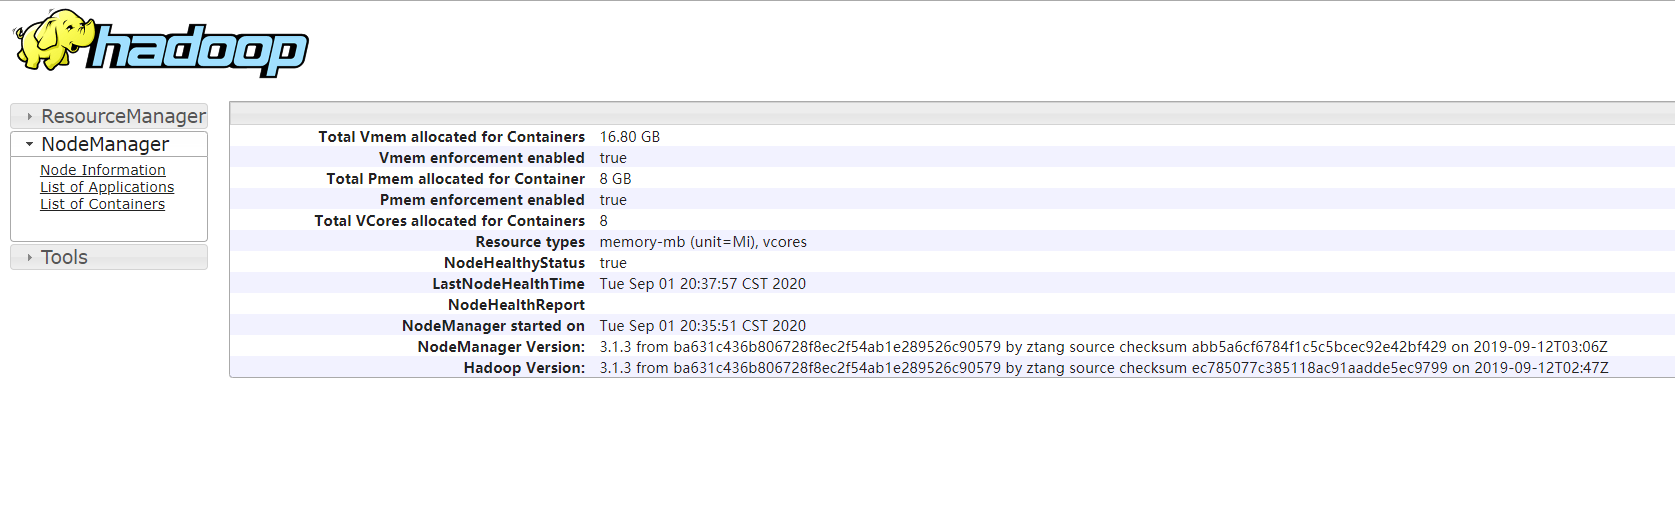 hadoop
ResourceManager
NodeManager
Node Information
List of Applications
List of Containers
Tools
Total Vmem allocated for Containers 16.80 GB
Vmem enforcement enabled true
Total Pmem allocated for Container 8 GB
Pmem enforcement enabled true
Total VCores allocated for Containers 8
Resource types memory-mb (unit=Mi), vcores
NodeHealthyStatus true
LastNodeHealthTime Tue Sep 01 20:37:57 CST 2020
NodeHealthReport
NodeManager started on Tue Sep 01 20:35:51 CST 2020
NodeManager Version: 3.1.3 from ba631c436b806728f8ec2f54ab1e289526c90579 by ztang source checksum abb5a6cf6784f1c5c5bcec92e42bf429 on 2019-09-12T03:06Z
Hadoop Version: 3.1.3 from ba631c436b806728f8ec2f54ab1e289526c90579 by ztang source checksum ec785077c385118ac91aadde5ec9799 on 2019-09-12T02:47Z